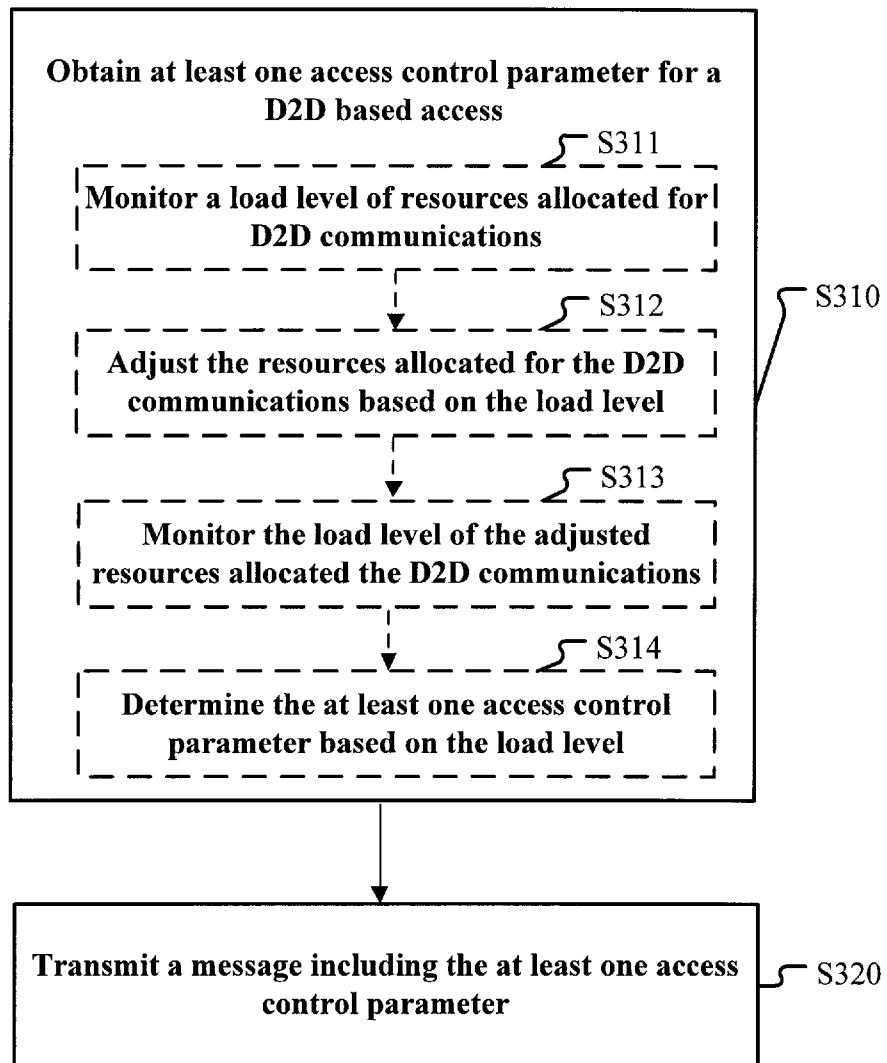 Obtain at least one access control parameter for a
D2D based access
S311
Monitor a load level of resources allocated for
D2D communications
S312
Adjust the resources allocated for the D2D
communications based on the load level
S310
S313
Monitor the load level of the adjusted
resources allocated the D2D communications
S314
Determine the at least one access control
parameter based on the load level
Transmit a message including the at least one access
control parameter
S320